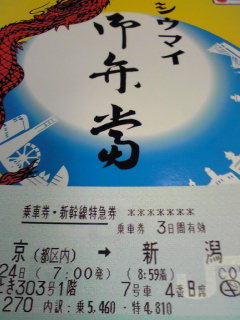 シウマイ
御弁當
乗車券・新幹線特急券 *******
乗車券 3日間有効
京(都区内) → 新潟
24日 (7:00発) (8:59着)
き303号1階 7号車 4番B席
270 内訳:乗5,460・特4,810